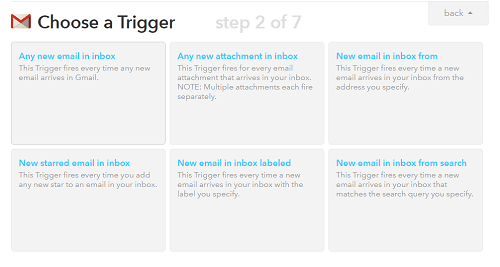 back
Choose a Trigger step 2 of 7
Any new email in inbox
This Trigger fires every time any new
email arrives in Gmail.
Any new attachment in inbox
This Trigger fires for every email
attachment that arrives in your inbox.
NOTE: Multiple attachments each fire
separately.
New email in inbox from
This Trigger fires every time a new
email arrives in your inbox from the
address you specify.
New starred email in inbox
This Trigger fires every time you add
any new star to an email in your inbox.
New email in inbox labeled
This Trigger fires every time a new
email arrives in your inbox with the
label you specify.
New email in inbox from search
This Trigger fires every time a new
email arrives in your inbox that
matches the search query you specify.